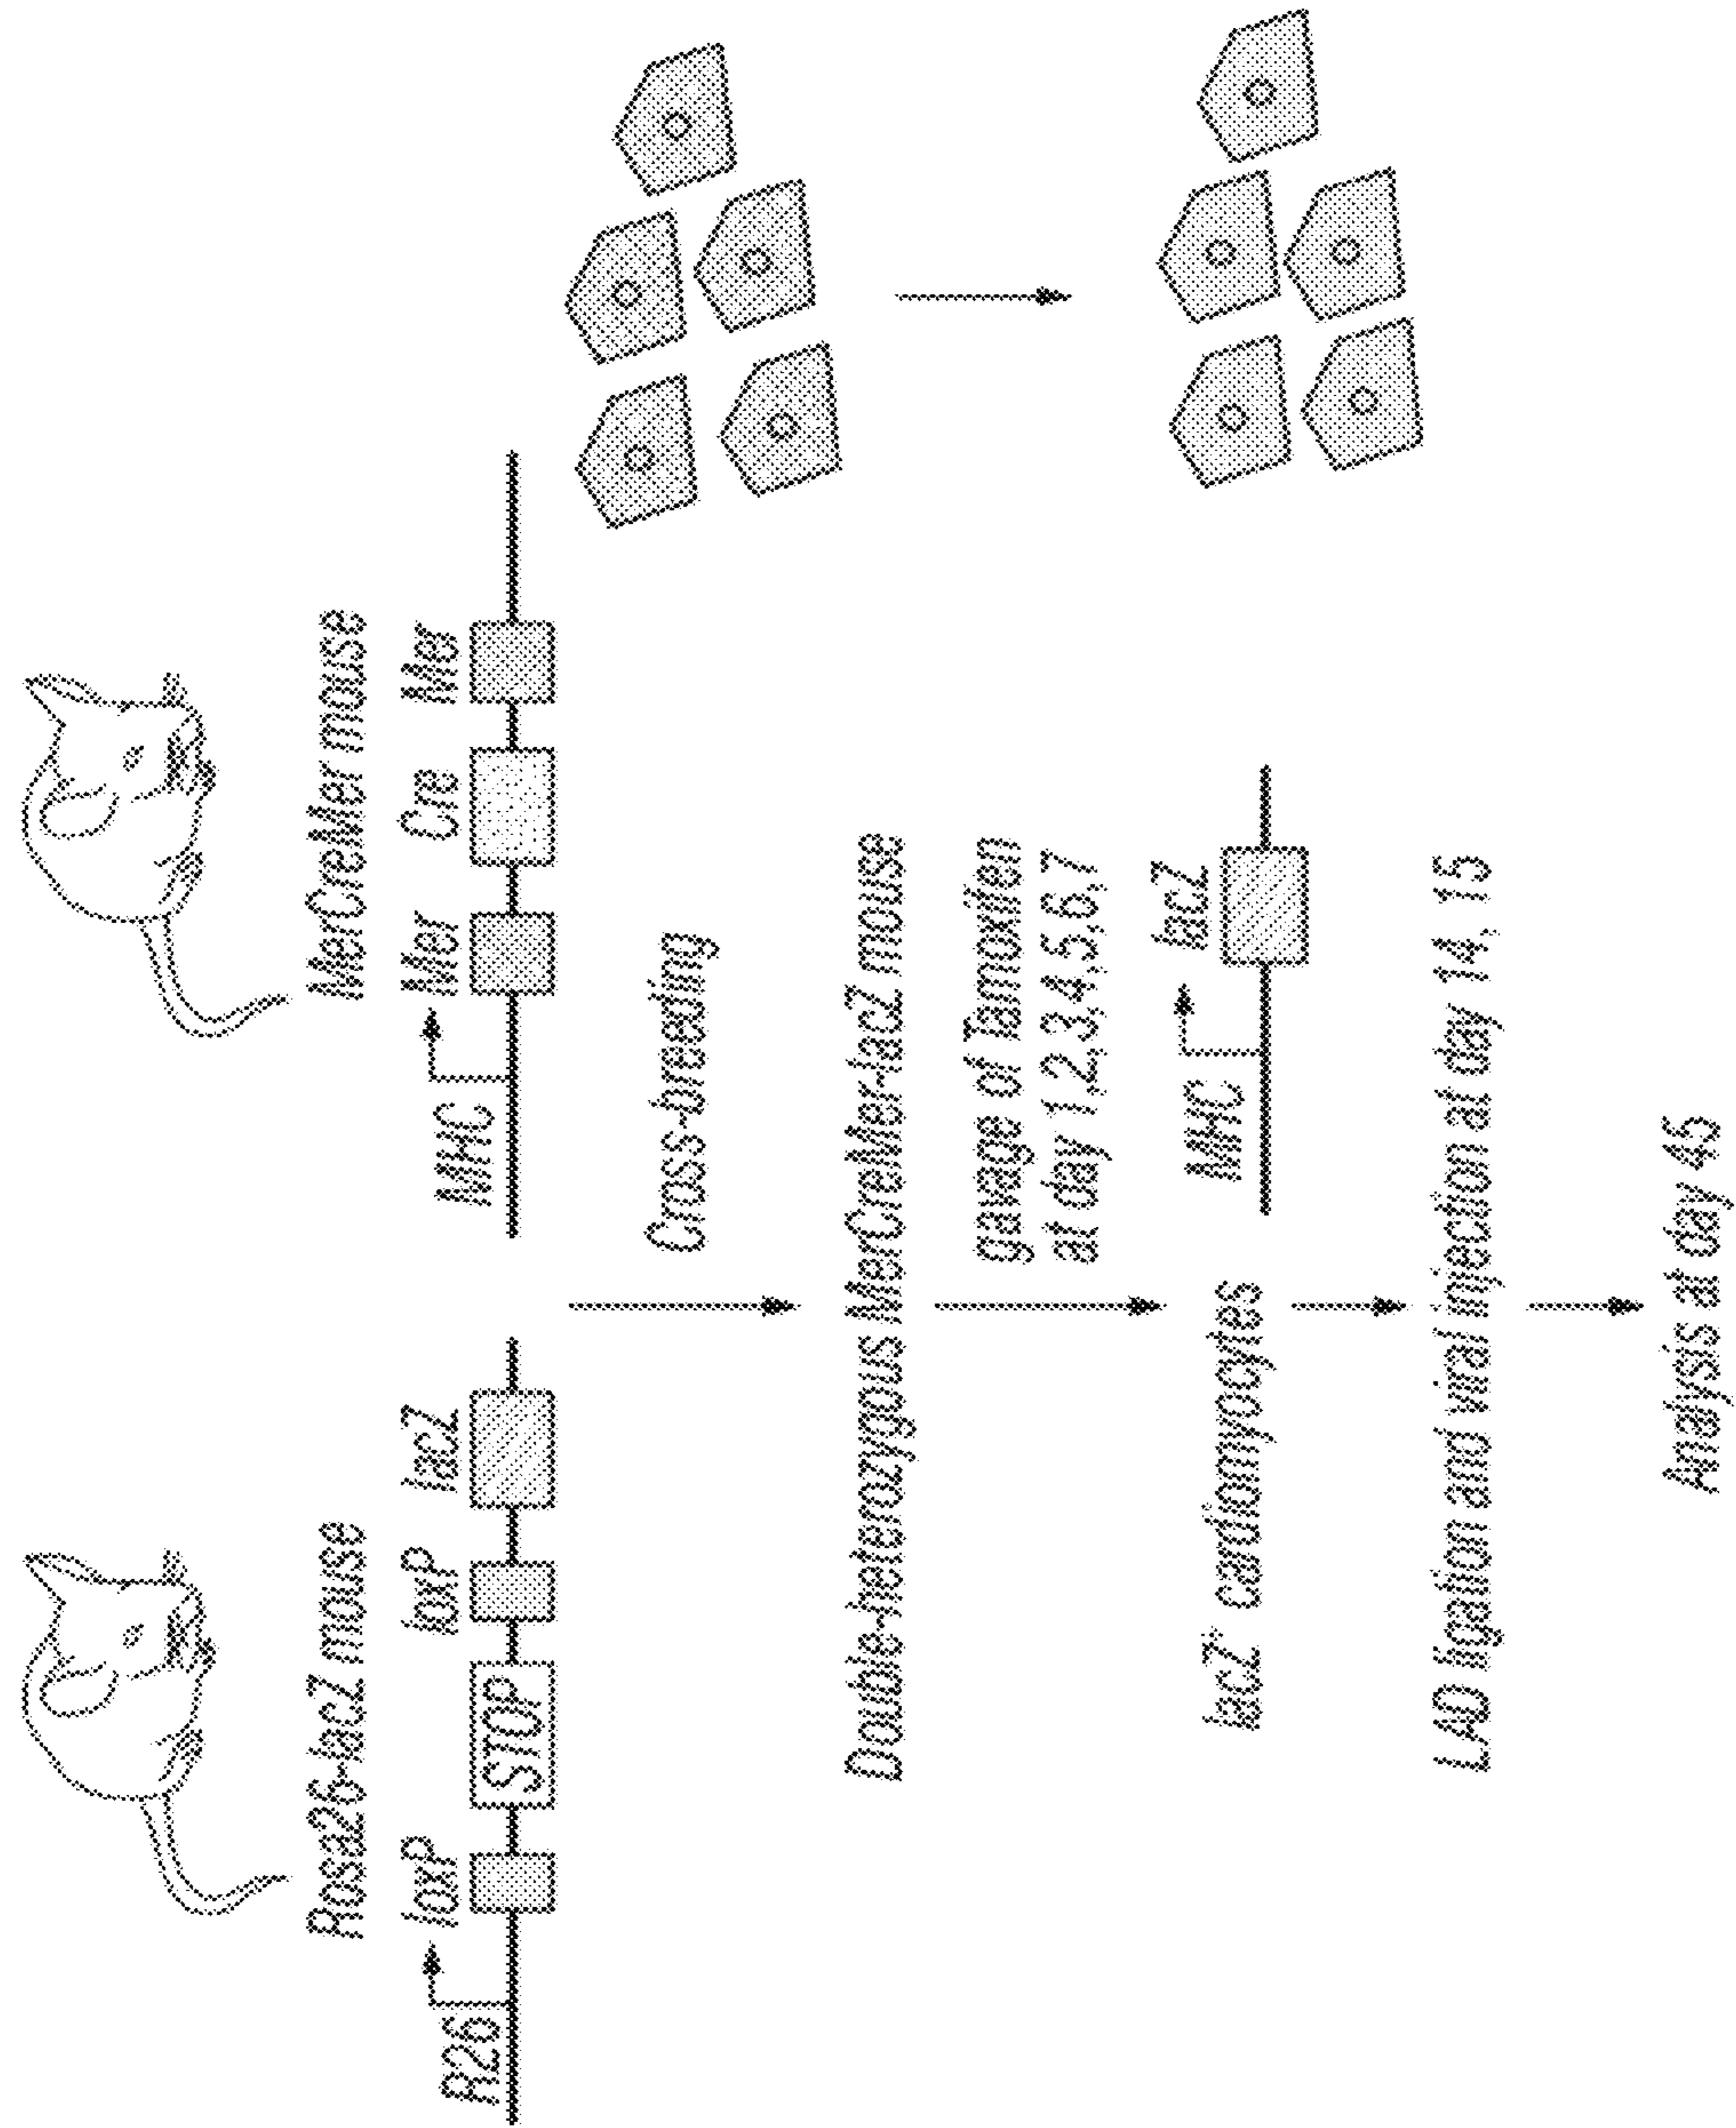 Rosa26-lacZ mouse
R26 loxP STOP loxP lacZ
MerCreMer mouse
MHC Mer Cre Mer
Cross-breeding
Double-heterozygous MerCreMer-lacZ mouse
gavage of Tamoxifen
at day 1,2,3,4,5,6,7
lacZ⁺ cardiomyocytes
MHC lacZ
LAD ligation and viral injection at day 14, 15
Analysis at day 45